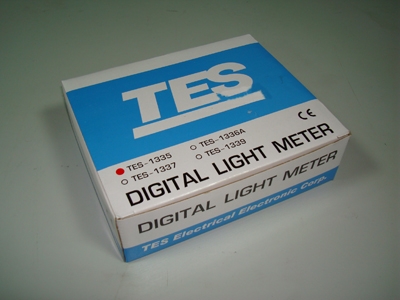 TES
TES-1335 TES-1336A
TES-1337 TES-1339
DIGITAL LIGHT METER
CE
DIGITAL LIGHT METER
TES Electrical Electronic Corp.